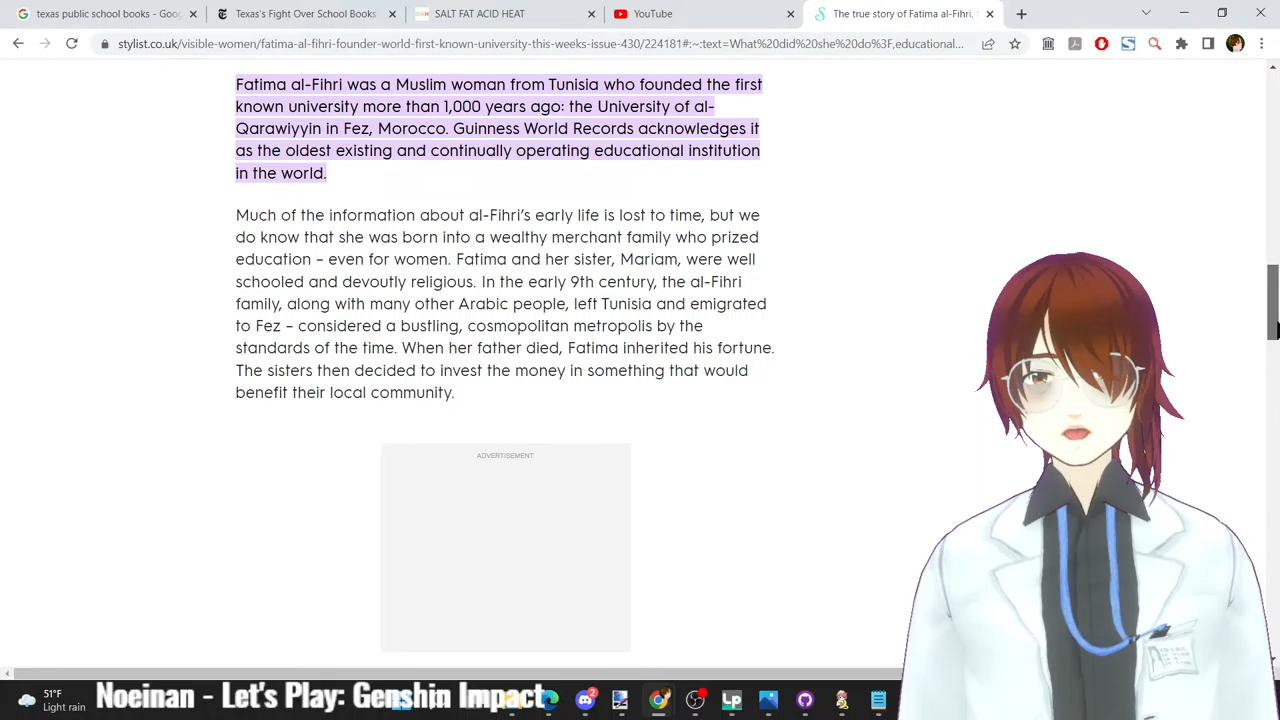 texas public school books - Goog
Texas's Fight Over School Books
SALT FAT ACID HEAT
YouTube
The true story of Fatima al-Fihri,
stylist.co.uk/visible-women/fatima-al-fihri-founder-world-first-known-university-this-weeks-issue-430/224181#:~:text=What%20did%20she%20do%3F,educational...
Fatima al-Fihri was a Muslim woman from Tunisia who founded the first
known university more than 1,000 years ago: the University of al-
Qarawiyyin in Fez, Morocco. Guinness World Records acknowledges it
as the oldest existing and continually operating educational institution
in the world.
Much of the information about al-Fihri’s early life is lost to time, but we
do know that she was born into a wealthy merchant family who prized
education – even for women. Fatima and her sister, Mariam, were well
schooled and devoutly religious. In the early 9th century, the al-Fihri
family, along with many other Arabic people, left Tunisia and emigrated
to Fez – considered a bustling, cosmopolitan metropolis by the
standards of the time. When her father died, Fatima inherited his fortune.
The sisters then decided to invest the money in something that would
benefit their local community.
ADVERTISEMENT
51°F
Light rain
Noeinan - Let's Play: Genshin Impact
2
LP